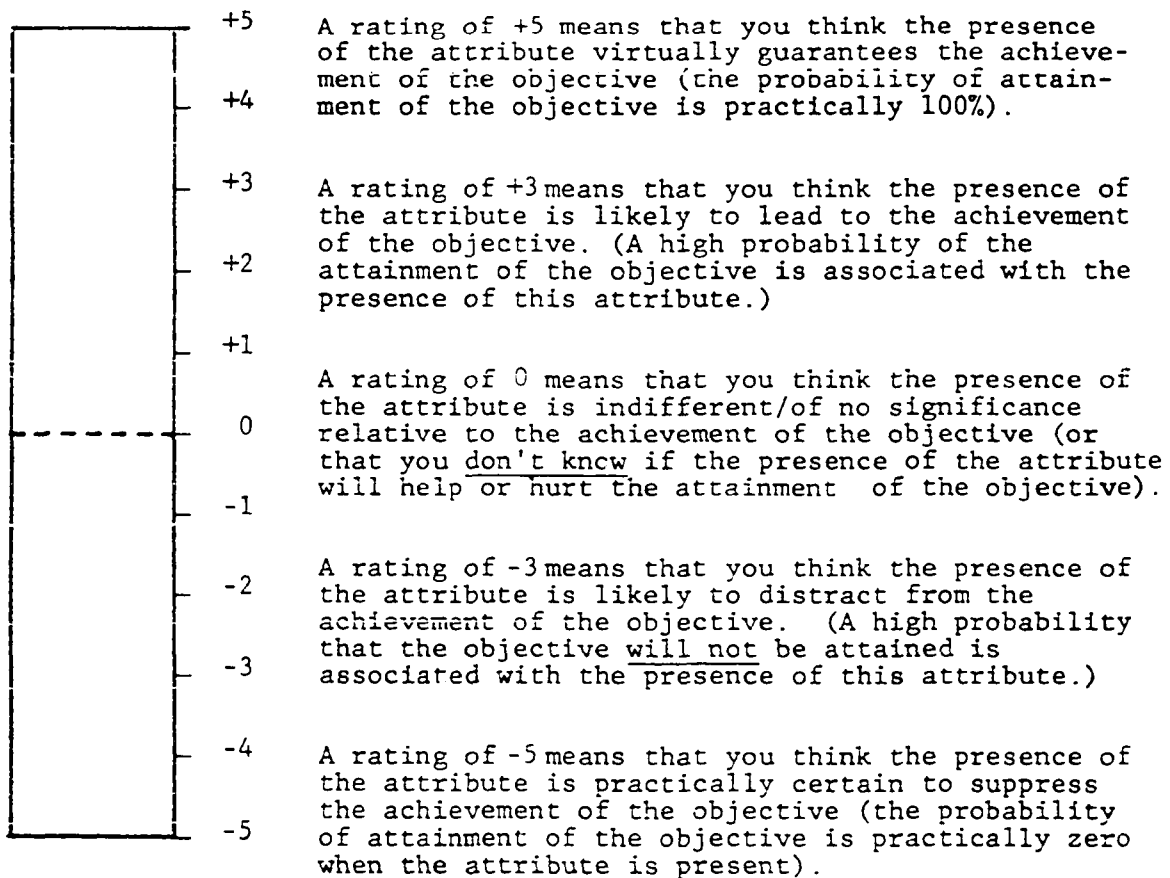 +5 A rating of +5 means that you think the presence
of the attribute virtually guarantees the achieve-
ment of the objective (the probability of attain-
+4 ment of the objective is practically 100%).
+3 A rating of +3 means that you think the presence of
the attribute is likely to lead to the achievement
of the objective. (A high probability of the
+2 attainment of the objective is associated with the
presence of this attribute.)
+1
A rating of 0 means that you think the presence of
the attribute is indifferent/of no significance
0 relative to the achievement of the objective (or
that you don't kncw if the presence of the attribute
will help or hurt the attainment of the objective).
-1
A rating of -3 means that you think the presence of
-2 the attribute is likely to distract from the
achievement of the objective. (A high probability
that the objective will not be attained is
-3 associated with the presence of this attribute.)
-4 A rating of -5 means that you think the presence of
the attribute is practically certain to suppress
the achievement of the objective (the probability
-5 of attainment of the objective is practically zero
when the attribute is present).